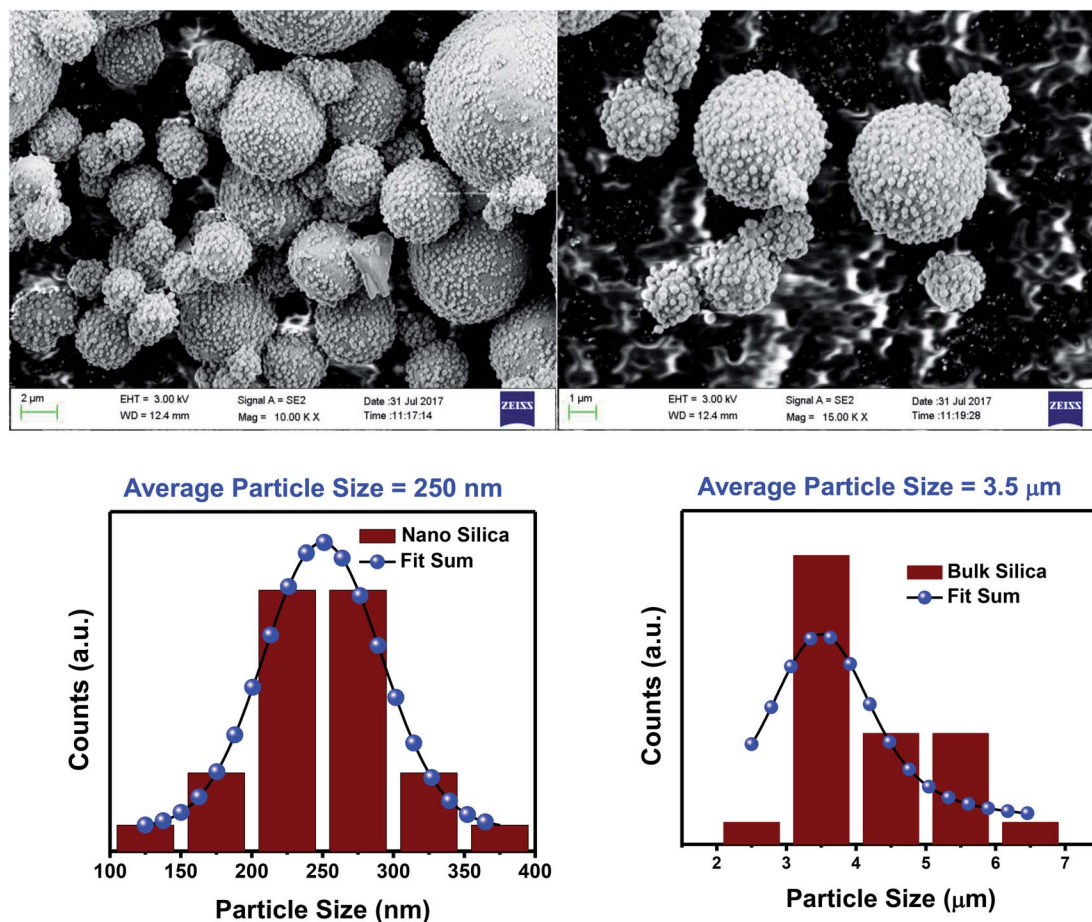 2 µm
EHT = 3.00 kV
Signal A = SE2
Date :31 Jul 2017
WD = 12.4 mm
Mag = 10.00 K X
Time :11:17:14
ZEISS
1 µm
EHT = 3.00 kV
Signal A = SE2
Date :31 Jul 2017
WD = 12.4 mm
Mag = 15.00 K X
Time :11:19:28
ZEISS
Average Particle Size = 250 nm
Nano Silica
Fit Sum
Counts (a.u.)
100 150 200 250 300 350 400
Particle Size (nm)
Average Particle Size = 3.5 µm
Bulk Silica
Fit Sum
Counts (a.u.)
2 3 4 5 6 7
Particle Size (µm)